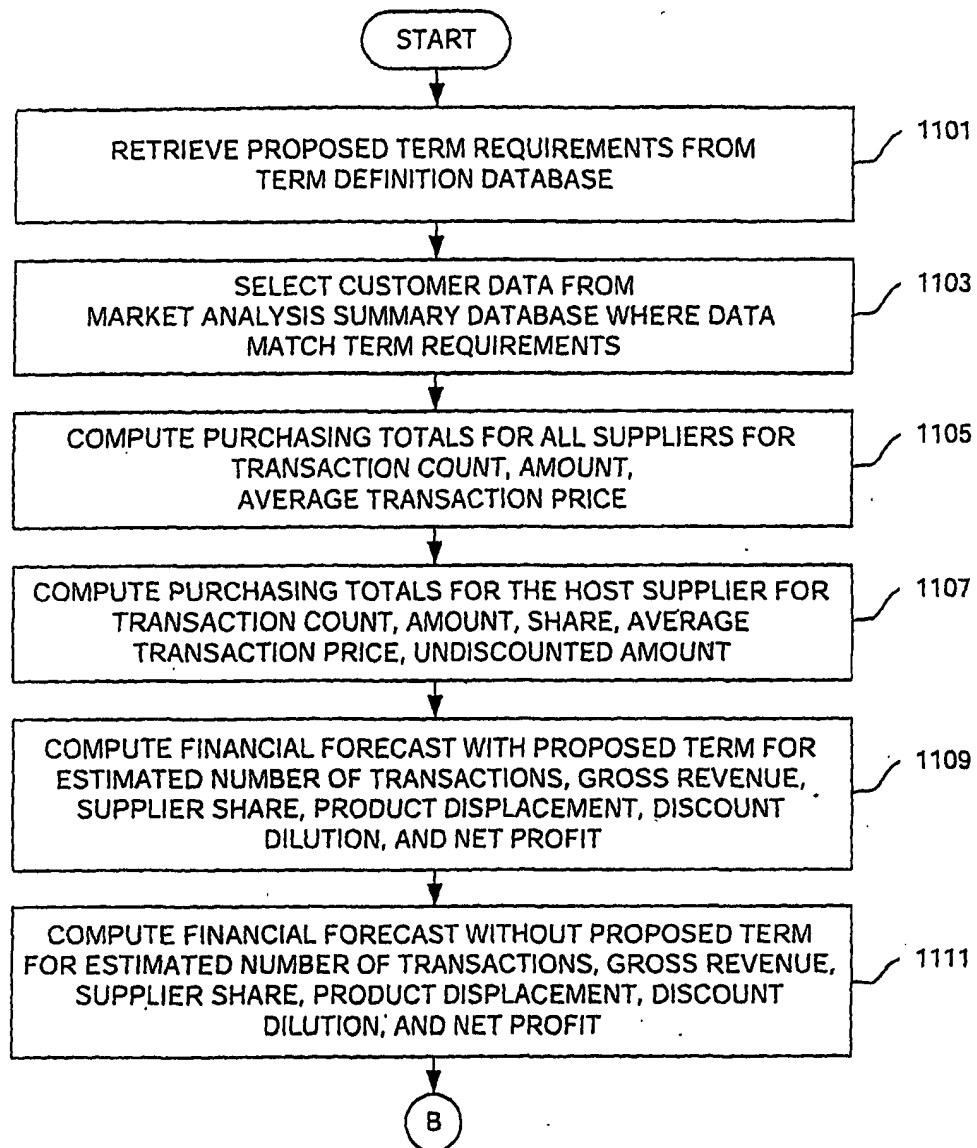 START
RETRIEVE PROPOSED TERM REQUIREMENTS FROM
TERM DEFINITION DATABASE
1101
SELECT CUSTOMER DATA FROM
MARKET ANALYSIS SUMMARY DATABASE WHERE DATA
MATCH TERM REQUIREMENTS
1103
COMPUTE PURCHASING TOTALS FOR ALL SUPPLIERS FOR
TRANSACTION COUNT, AMOUNT,
AVERAGE TRANSACTION PRICE
1105
COMPUTE PURCHASING TOTALS FOR THE HOST SUPPLIER FOR
TRANSACTION COUNT, AMOUNT, SHARE, AVERAGE
TRANSACTION PRICE, UNDISCOUNTED AMOUNT
1107
COMPUTE FINANCIAL FORECAST WITH PROPOSED TERM FOR
ESTIMATED NUMBER OF TRANSACTIONS, GROSS REVENUE,
SUPPLIER SHARE, PRODUCT DISPLACEMENT, DISCOUNT
DILUTION, AND NET PROFIT
1109
COMPUTE FINANCIAL FORECAST WITHOUT PROPOSED TERM
FOR ESTIMATED NUMBER OF TRANSACTIONS, GROSS REVENUE,
SUPPLIER SHARE, PRODUCT DISPLACEMENT, DISCOUNT
DILUTION, AND NET PROFIT
1111
B